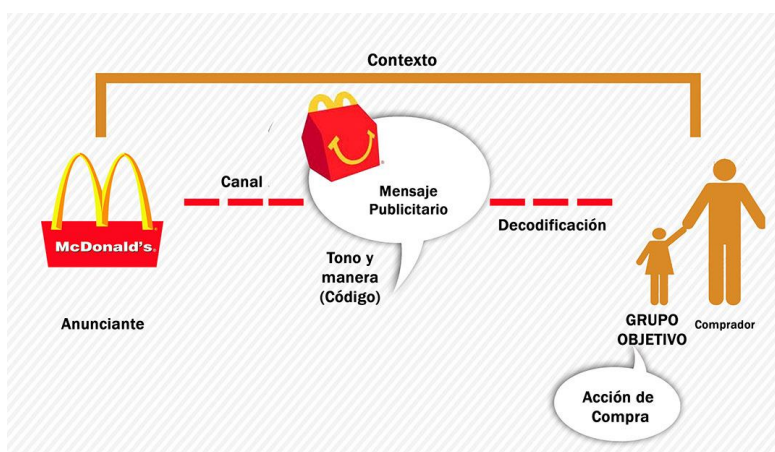 Contexto
Canal
Mensaje
Publicitario
Decodificación
McDonald's
Tono y
manera
(Código)
Anunciante
GRUPO
OBJETIVO
Comprador
Acción de
Compra